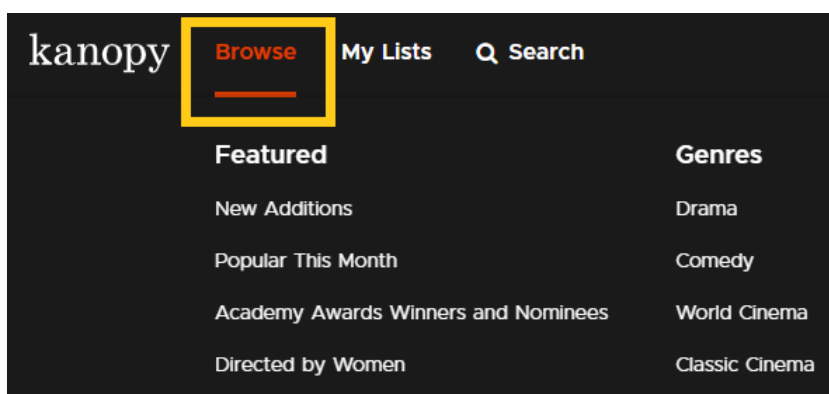 kanopy Browse My Lists Search
Featured Genres
New Additions Drama
Popular This Month Comedy
Academy Awards Winners and Nominees World Cinema
Directed by Women Classic Cinema